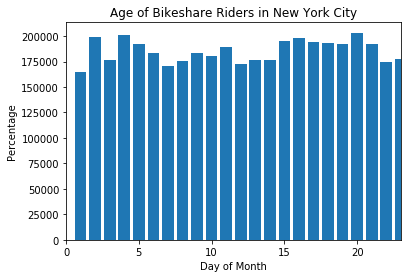 Age of Bikeshare Riders in New York City
200000
175000
150000
125000
100000
75000
50000
25000
0
Percentage
0 5 10 15 20
Day of Month